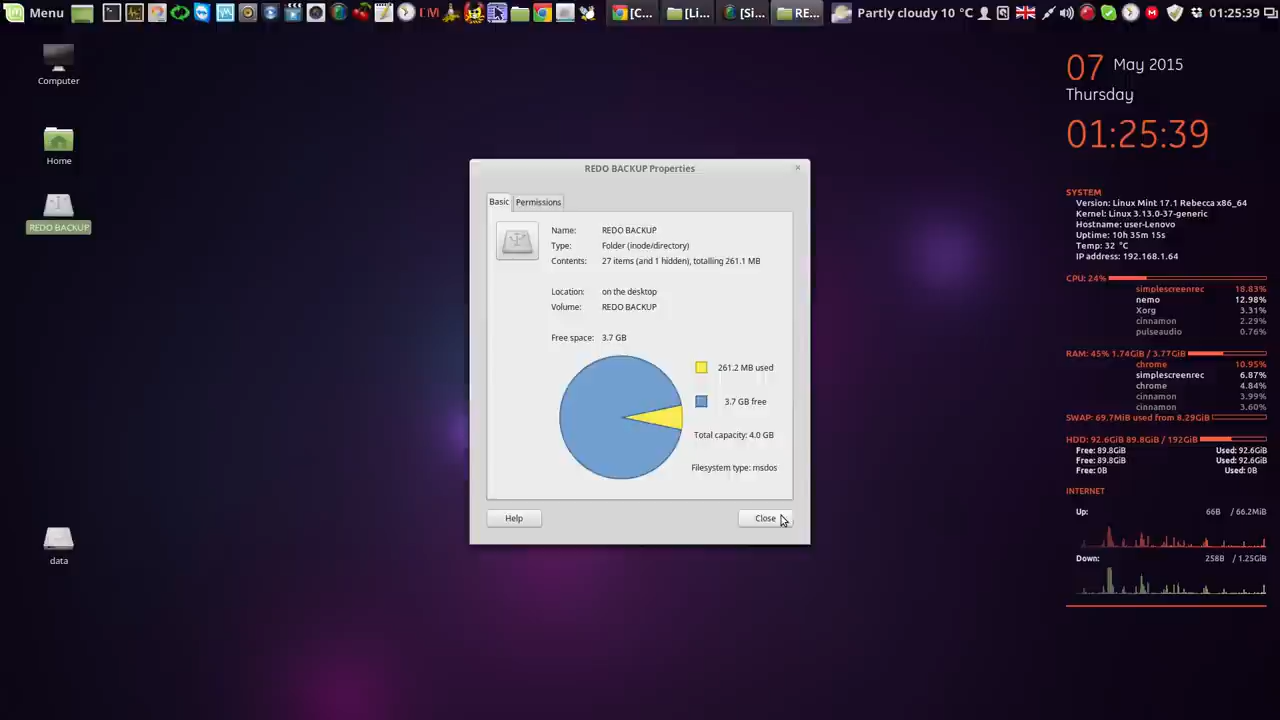 Menu
EM
[C...
[Li...
[Si...
RE...
Partly cloudy 10 °C
01:25:39
Computer
Home
REDO BACKUP
data
REDO BACKUP Properties
Basic
Permissions
Name: REDO BACKUP
Type: Folder (inode/directory)
Contents: 27 items (and 1 hidden), totalling 261.1 MB
Location: on the desktop
Volume: REDO BACKUP
Free space: 3.7 GB
261.2 MB used
3.7 GB free
Total capacity: 4.0 GB
Filesystem type: msdos
Help
Close
07 May 2015
Thursday
01:25:39
SYSTEM
Version: Linux Mint 17.1 Rebecca x86_64
Kernel: Linux 3.13.0-37-generic
Hostname: user-Lenovo
Uptime: 10h 35m 15s
Temp: 32 °C
IP address: 192.168.1.64
CPU: 24%
simplescreenrec 18.83%
nemo 12.98%
Xorg 3.31%
cinnamon 2.29%
pulseaudio 0.76%
RAM: 45% 1.74GiB / 3.77GiB
chrome 10.95%
simplescreenrec 6.87%
chrome 4.84%
cinnamon 3.99%
cinnamon 3.60%
SWAP: 69.7MiB used from 8.29GiB
HDD: 92.6GiB 89.8GiB / 192GiB
Free: 89.8GiB Used: 92.6GiB
Free: 89.8GiB Used: 92.6GiB
Free: 0B Used: 0B
INTERNET
Up: 66B / 66.2MiB
Down: 258B / 1.25GiB